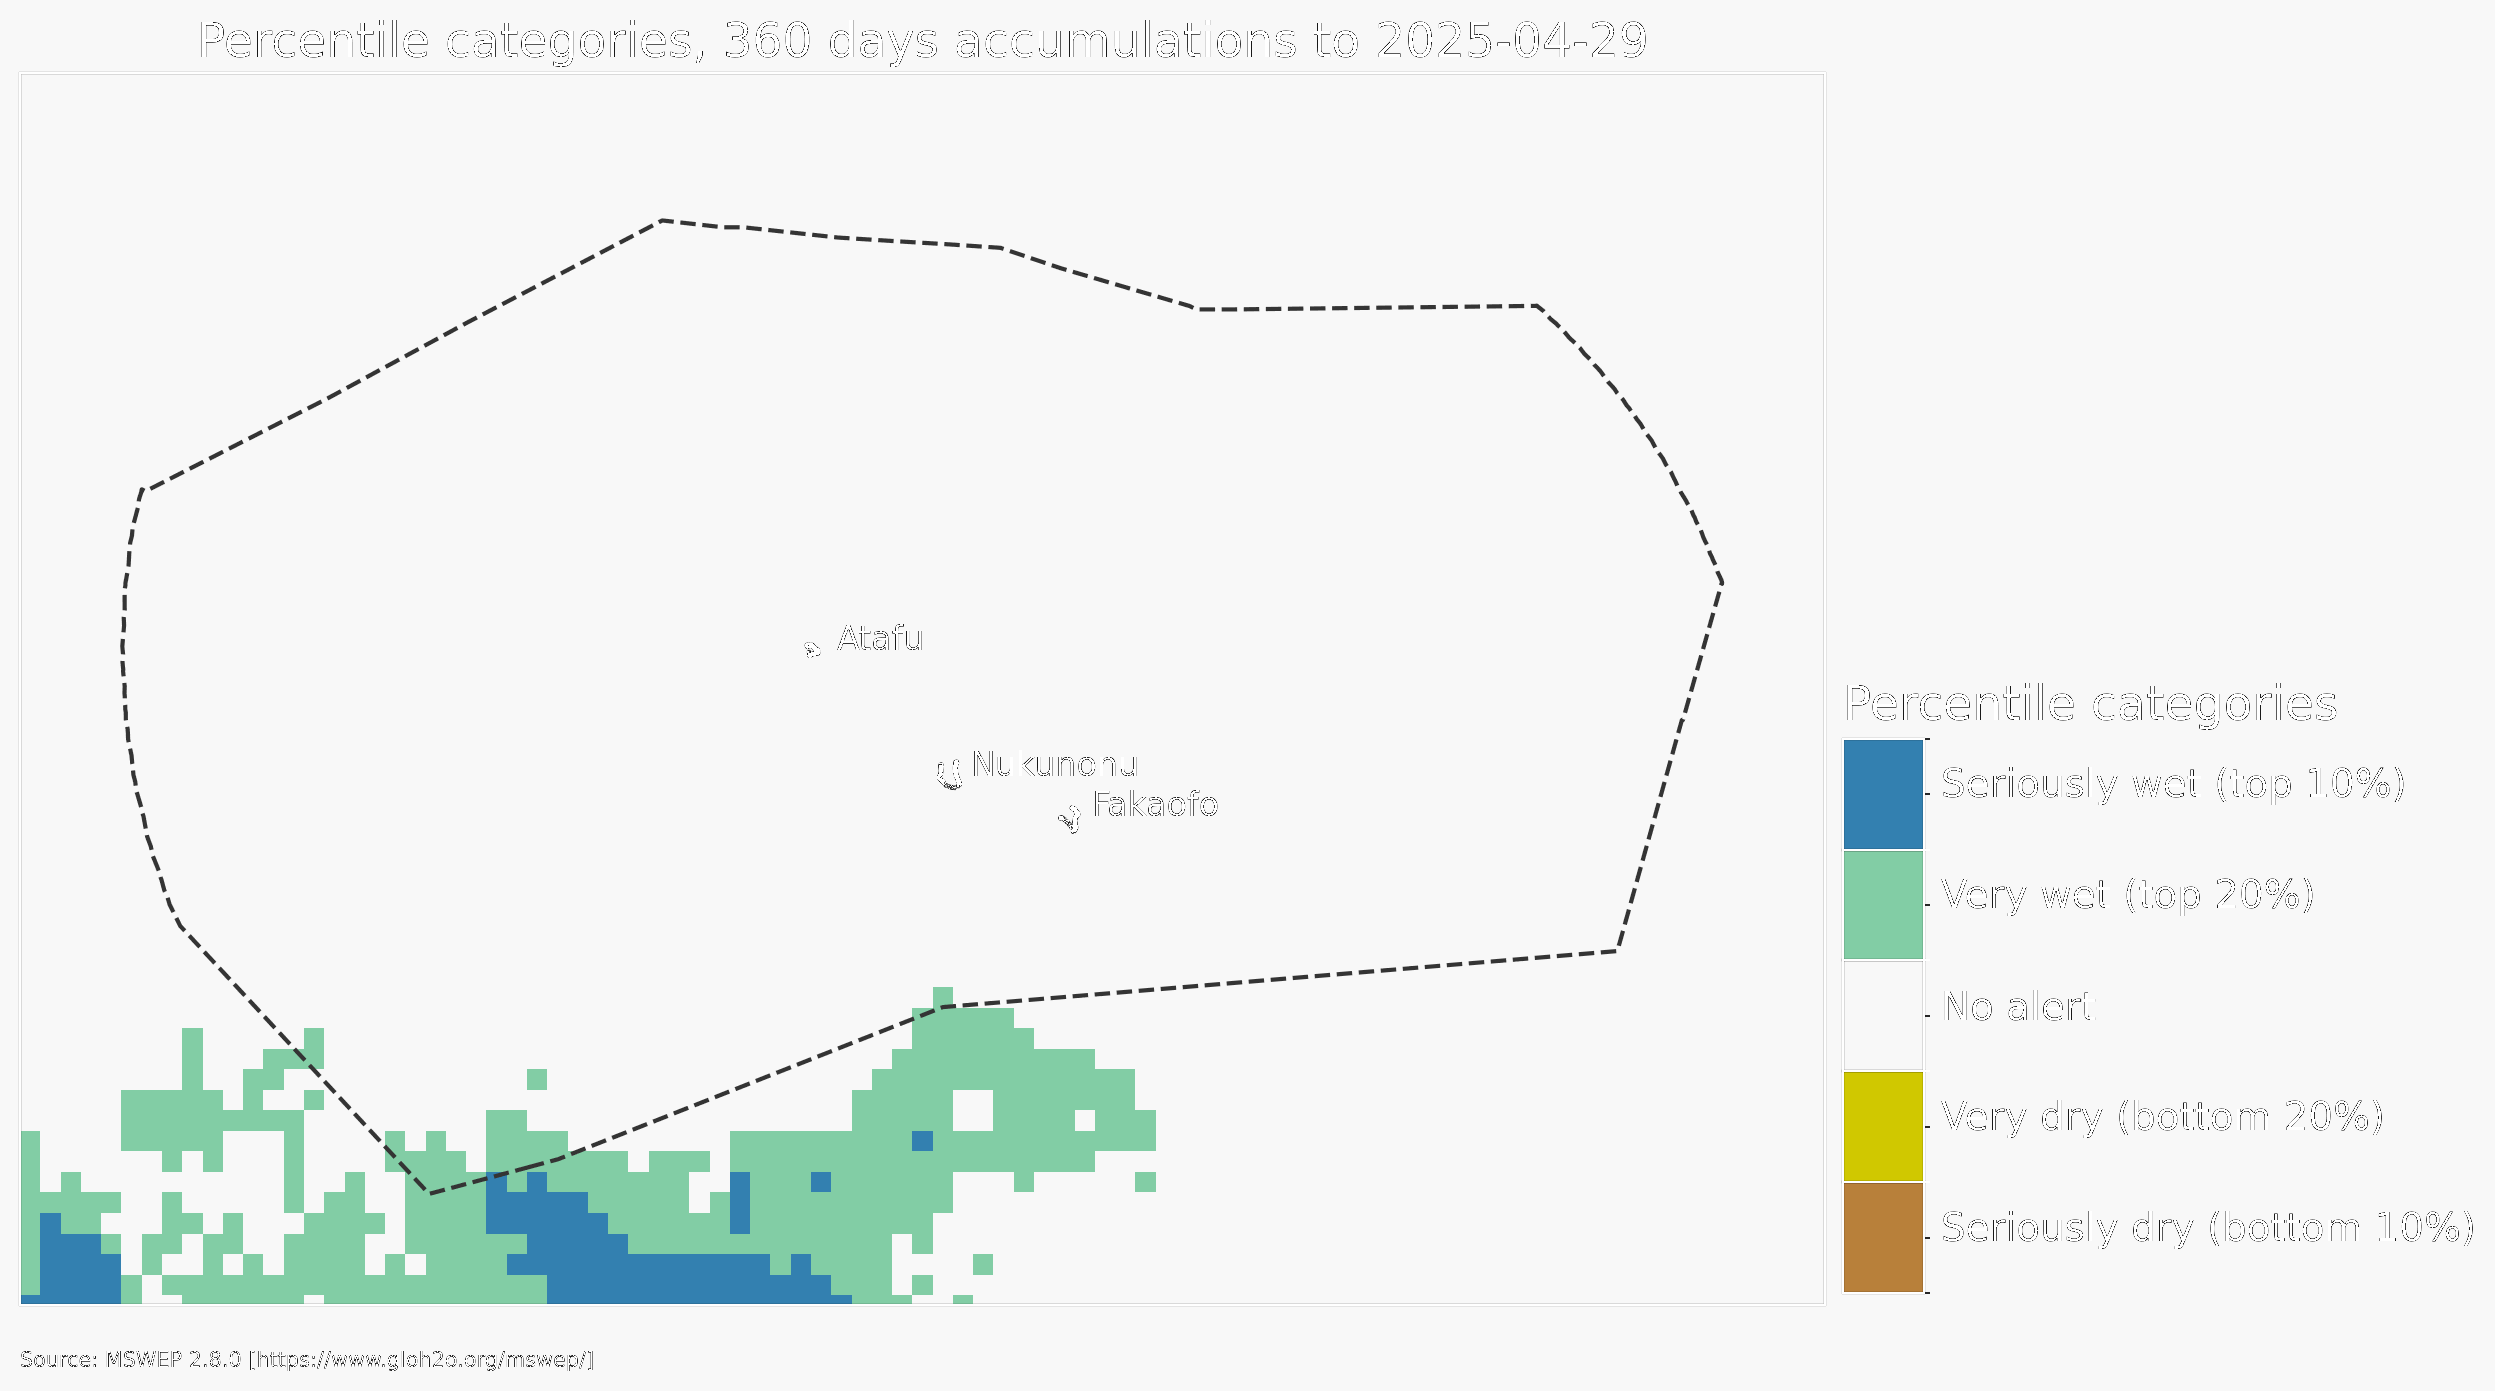 Percentile categories, 360 days accumulations to 2025-04-29
Atafu
Nukunonu
Fakaofo
Percentile categories
Seriously wet (top 10%)
Very wet (top 20%)
No alert
Very dry (bottom 20%)
Seriously dry (bottom 10%)
Source: MSWEP 2.8.0 [https://www.gloh2o.org/mswep/]